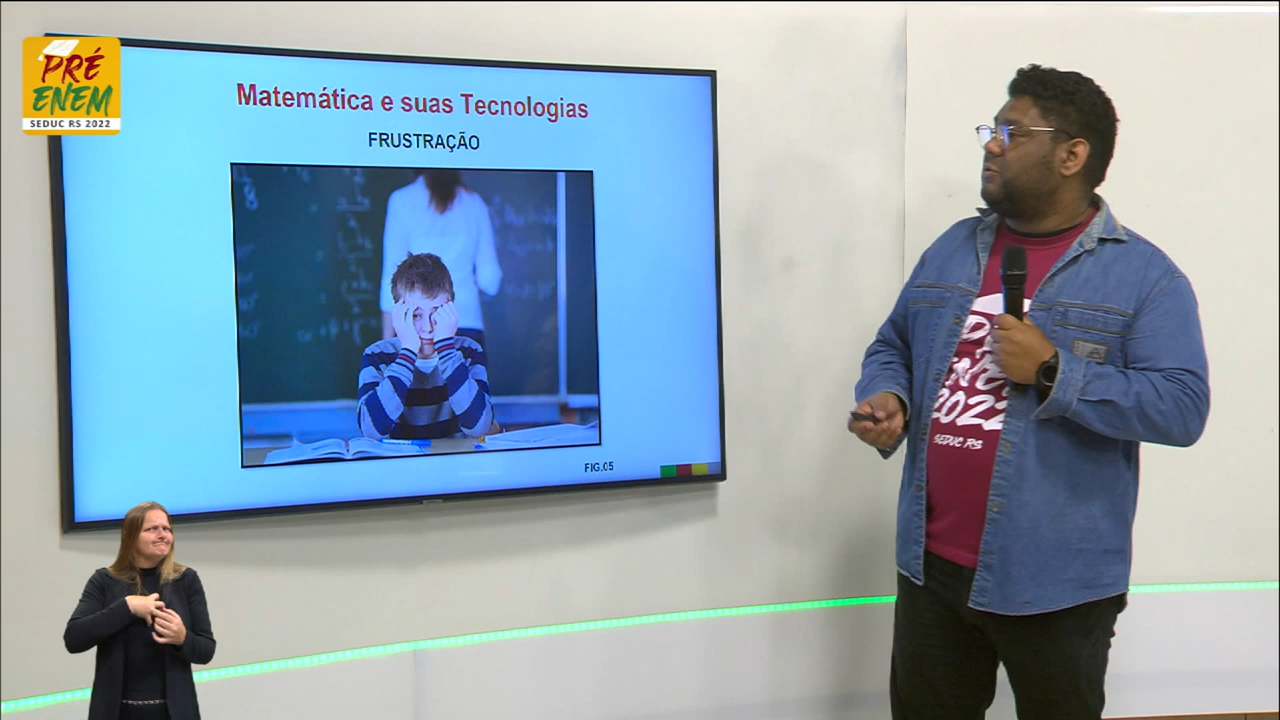 PRÉ
ENEM
SEDUC RS 2022
Matemática e suas Tecnologias
FRUSTRAÇÃO
FIG.05
2022
SEDUC RS